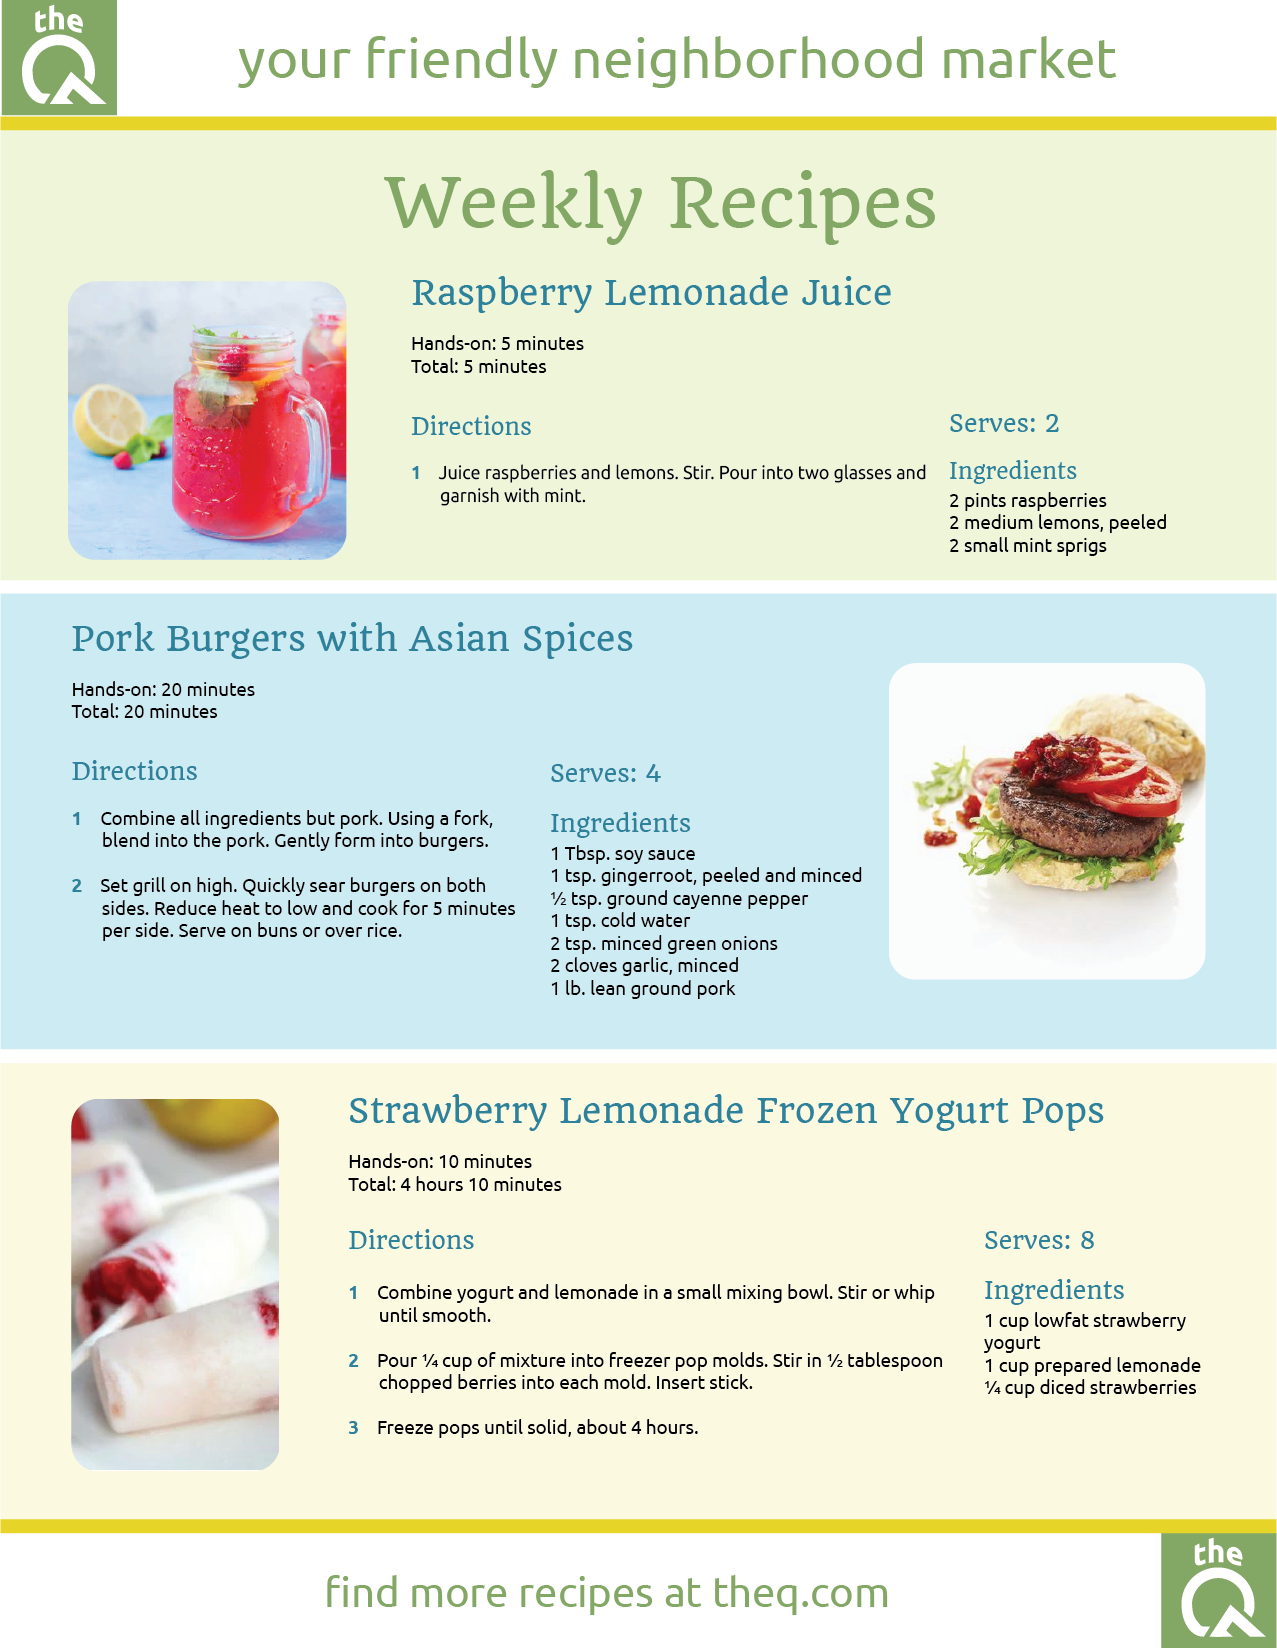 the
your friendly neighborhood market
Weekly Recipes
Raspberry Lemonade Juice
Hands-on: 5 minutes
Total: 5 minutes
Directions
1 Juice raspberries and lemons. Stir. Pour into two glasses and
garnish with mint.
Serves: 2
Ingredients
2 pints raspberries
2 medium lemons, peeled
2 small mint sprigs
Pork Burgers with Asian Spices
Hands-on: 20 minutes
Total: 20 minutes
Directions
1 Combine all ingredients but pork. Using a fork,
blend into the pork. Gently form into burgers.
2 Set grill on high. Quickly sear burgers on both
sides. Reduce heat to low and cook for 5 minutes
per side. Serve on buns or over rice.
Serves: 4
Ingredients
1 Tbsp. soy sauce
1 tsp. gingerroot, peeled and minced
½ tsp. ground cayenne pepper
1 tsp. cold water
2 tsp. minced green onions
2 cloves garlic, minced
1 lb. lean ground pork
Strawberry Lemonade Frozen Yogurt Pops
Hands-on: 10 minutes
Total: 4 hours 10 minutes
Directions
1 Combine yogurt and lemonade in a small mixing bowl. Stir or whip
until smooth.
2 Pour ¼ cup of mixture into freezer pop molds. Stir in ½ tablespoon
chopped berries into each mold. Insert stick.
3 Freeze pops until solid, about 4 hours.
Serves: 8
Ingredients
1 cup lowfat strawberry
yogurt
1 cup prepared lemonade
¼ cup diced strawberries
find more recipes at theq.com
the
Q